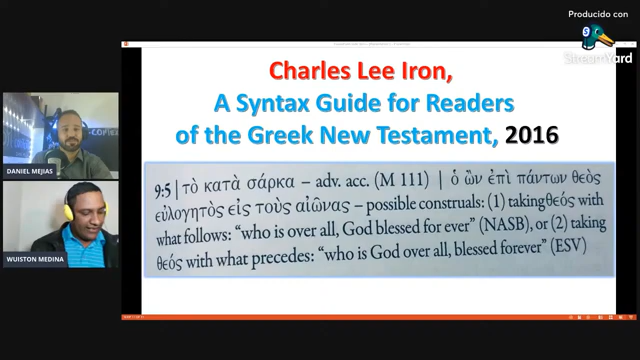 Producido con
StreamYard
Charles Lee Iron,
A Syntax Guide for Readers
of the Greek New Testament, 2016
9:5 | τὸ κατὰ σάρκα – adv. acc. (M 111) | ὁ ὢν ἐπὶ πάντων θεὸς
εὐλογητὸς εἰς τοὺς αἰῶνας – possible construals: (1) taking θεός with
what follows: “who is over all, God blessed for ever” (NASB), or (2) taking
θεός with what precedes: “who is God over all, blessed forever” (ESV)
DANIEL MEJIAS
WUISTON MEDINA